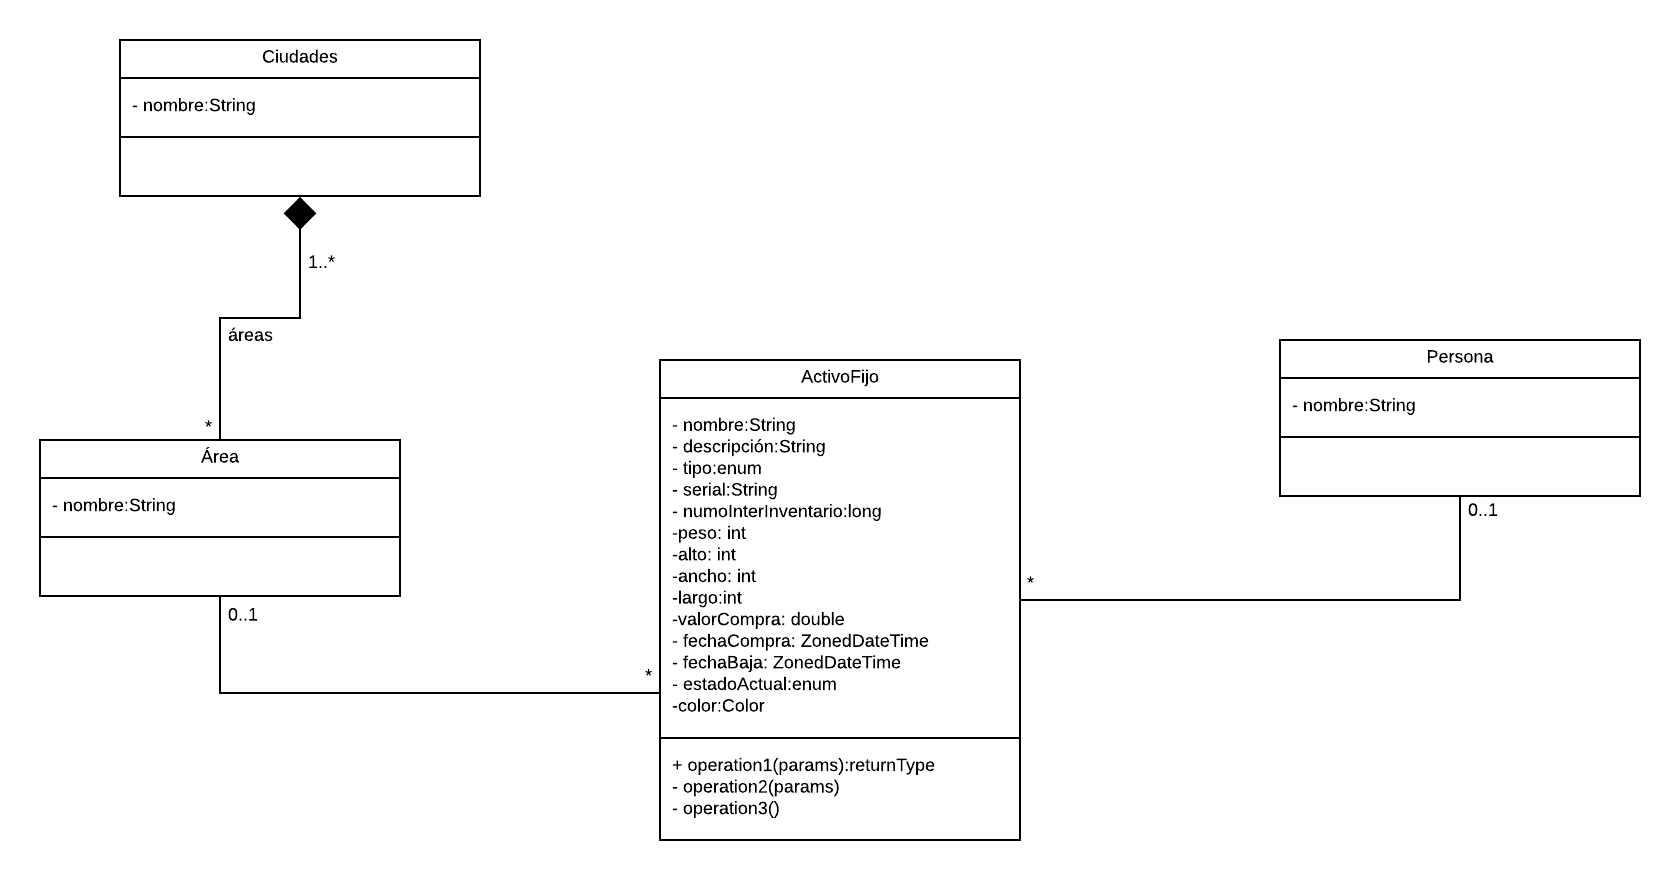 Ciudades
- nombre:String
1..*
áreas
*
Área
- nombre:String
0..1
*
ActivoFijo
- nombre:String
- descripción:String
- tipo:enum
- serial:String
- numoInterInventario:long
-peso: int
-alto: int
-ancho: int
-largo:int
-valorCompra: double
- fechaCompra: ZonedDateTime
- fechaBaja: ZonedDateTime
- estadoActual:enum
-color:Color
+ operation1(params):returnType
- operation2(params)
- operation3()
*
Persona
- nombre:String
0..1